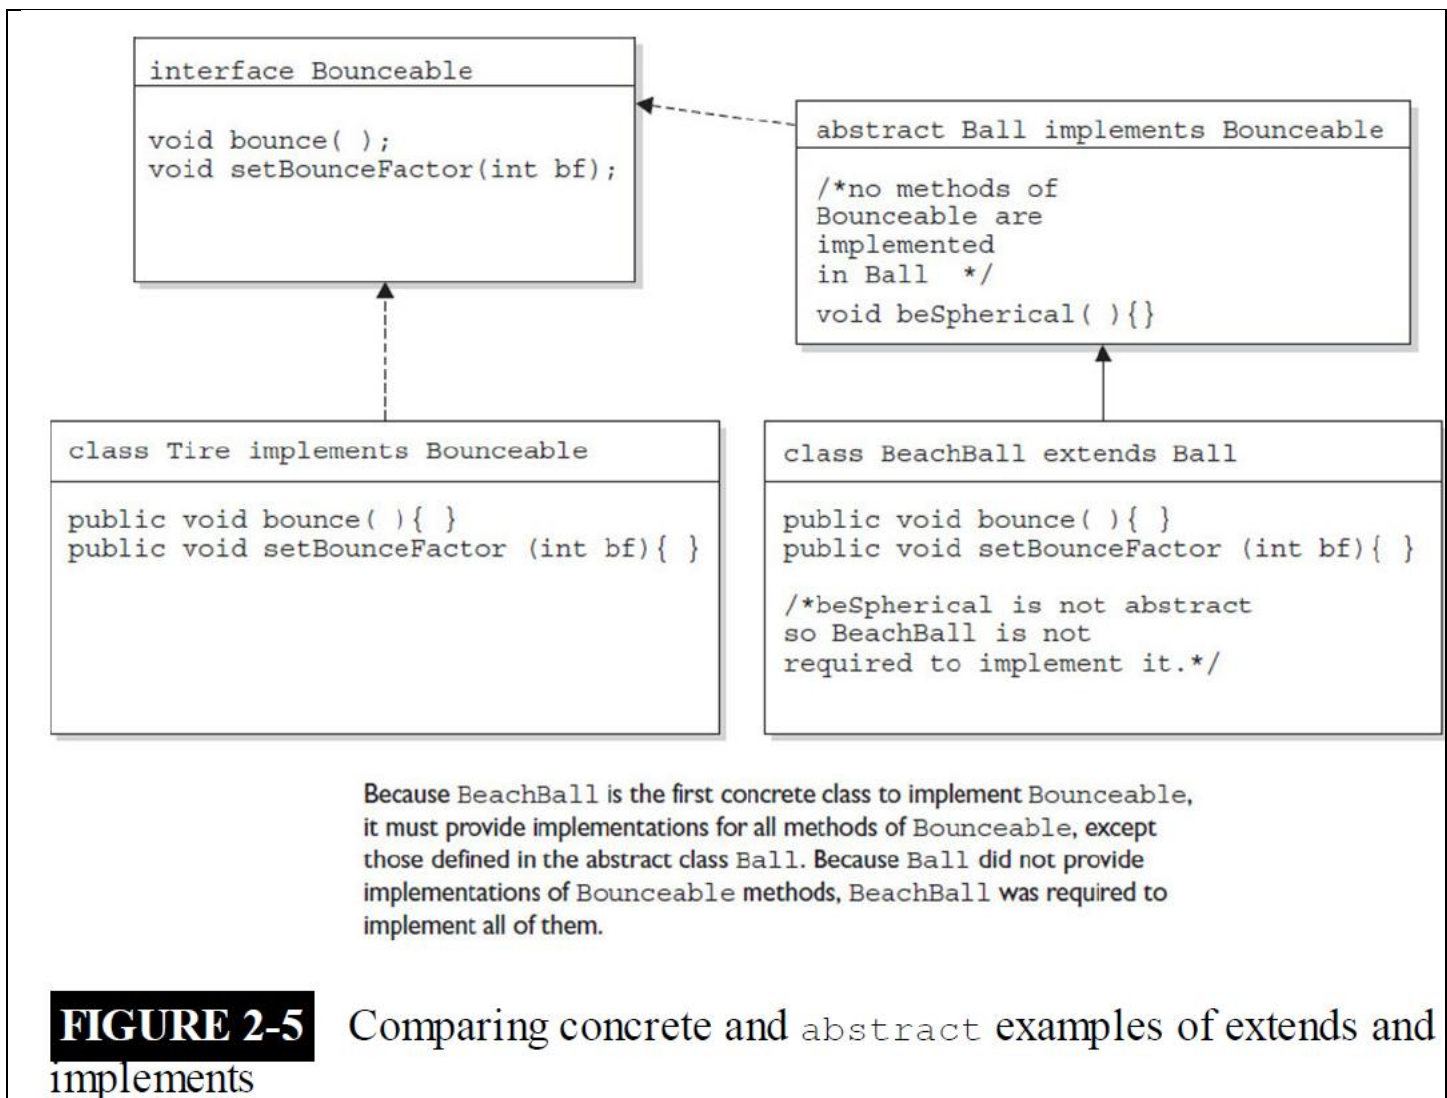 interface Bounceable
void bounce( );
void setBounceFactor(int bf);
abstract Ball implements Bounceable
/*no methods of
Bounceable are
implemented
in Ball */
void beSpherical( ){}
class Tire implements Bounceable
public void bounce( ){ }
public void setBounceFactor (int bf){ }
class BeachBall extends Ball
public void bounce( ){ }
public void setBounceFactor (int bf){ }
/*beSpherical is not abstract
so BeachBall is not
required to implement it.*/
Because BeachBall is the first concrete class to implement Bounceable,
it must provide implementations for all methods of Bounceable, except
those defined in the abstract class Ball. Because Ball did not provide
implementations of Bounceable methods, BeachBall was required to
implement all of them.
FIGURE 2-5 Comparing concrete and abstract examples of extends and
implements